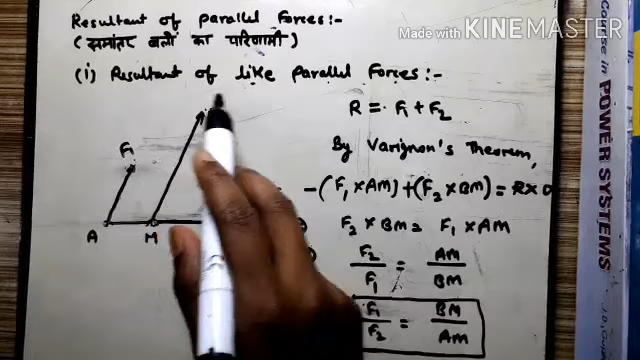 Resultant of parallel Forces:-
(समांतर बलों का परिणामी)
(i) Resultant of like parallel Forces:-
R = F₁ + F₂
By Varignon's Theorem,
-(F₁ × AM) + (F₂ × BM) = R × 0
F₂ × BM = F₁ × AM
F₂/F₁ = AM/BM
F₁/F₂ = BM/AM
F₁
A M
Made with KINEMASTER
Course in POWER SYSTEMS